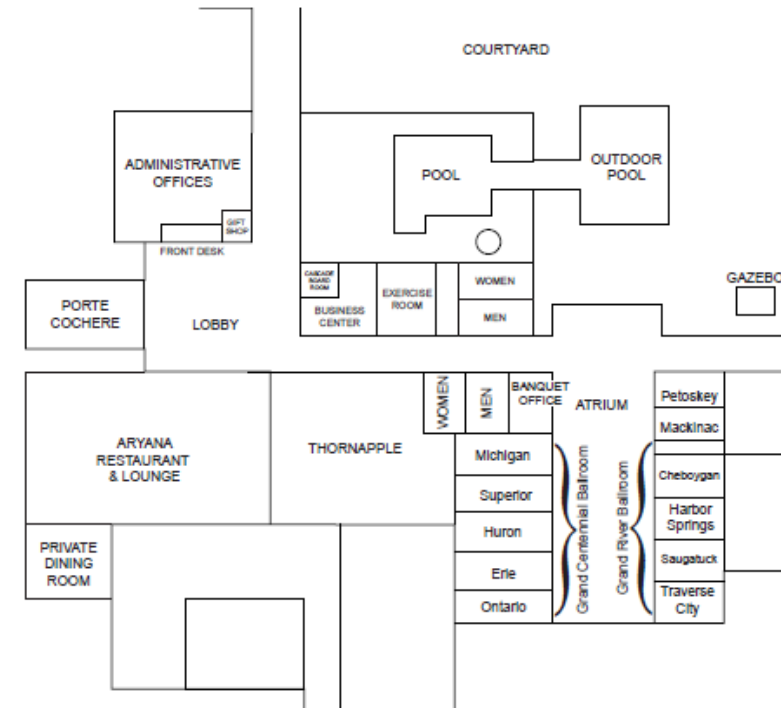 COURTYARD
ADMINISTRATIVE
OFFICES
GIFT
SHOP
FRONT DESK
POOL
OUTDOOR
POOL
PORTE
COCHERE
LOBBY
CASCADE
BOARD
ROOM
BUSINESS
CENTER
EXERCISE
ROOM
WOMEN
MEN
GAZEBO
ARYANA
RESTAURANT
& LOUNGE
THORNAPPLE
WOMEN
MEN
BANQUET
OFFICE
ATRIUM
Petoskey
Mackinac
Michigan
Superior
Huron
Erie
Ontario
Grand Centennial Ballroom
Grand River Ballroom
Cheboygan
Harbor
Springs
Saugatuck
Traverse
City
PRIVATE
DINING
ROOM